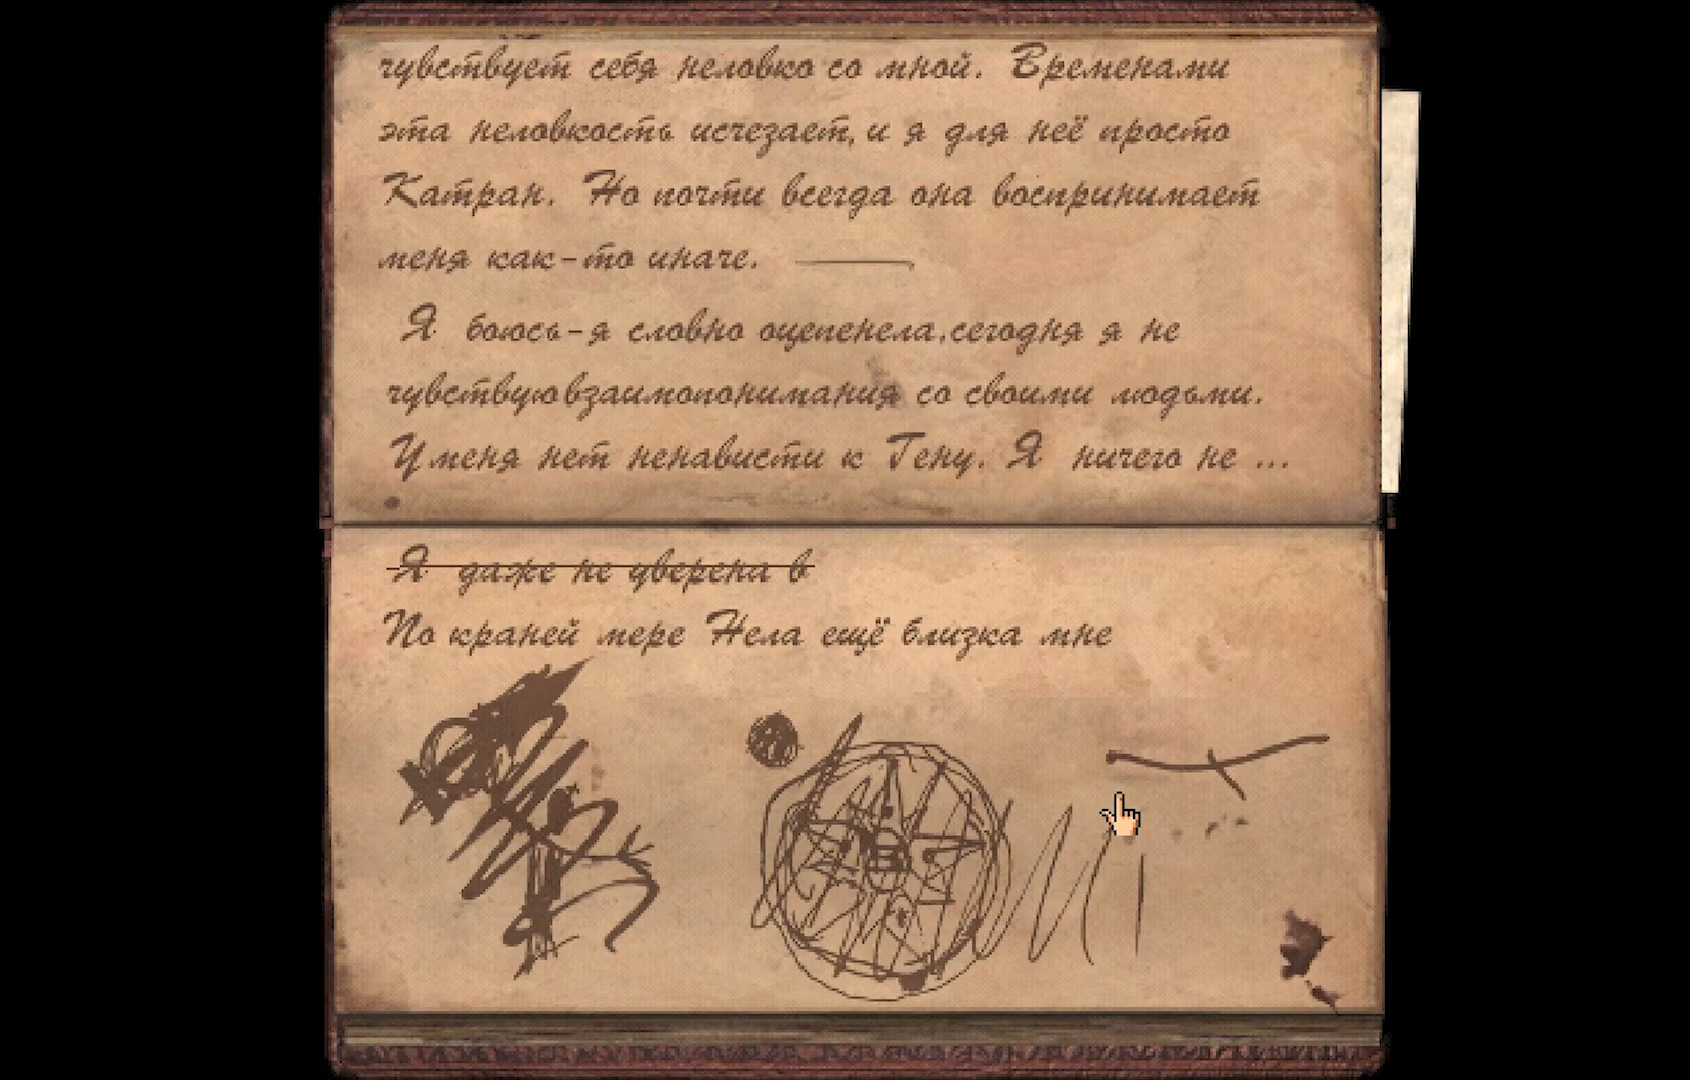 чувствует себя неловко со мной. Временами
эта неловкость исчезает, и я для неё просто
Катран. Но почти всегда она воспринимает
меня как-то иначе.
Я боюсь-я словно оцепенела,сегодня я не
чувствуювзаимопонимания со своими людьми.
У меня нет ненависти к Гену. Я ничего не ...
Я даже не уверена в
По краней мере Нела ещё близка мне